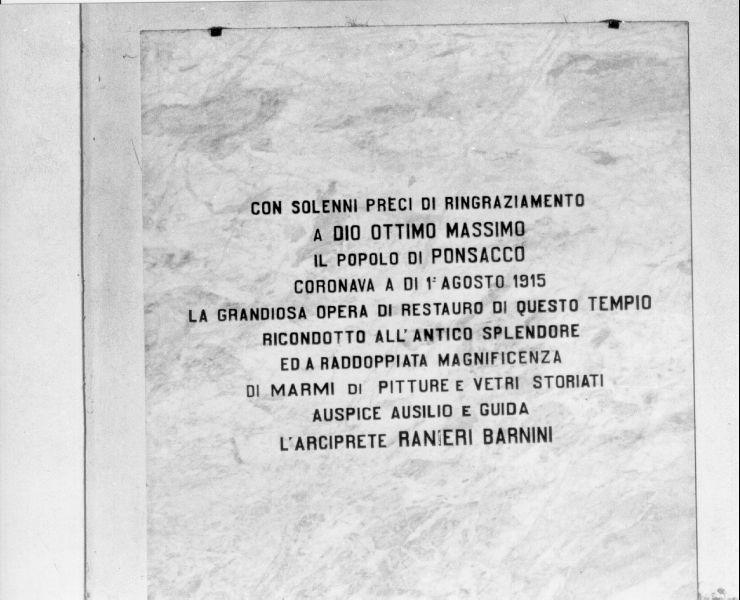 CON SOLENNI PRECI DI RINGRAZIAMENTO
A DIO OTTIMO MASSIMO
IL POPOLO DI PONSACCO
CORONAVA A DI 1° AGOSTO 1915
LA GRANDIOSA OPERA DI RESTAURO DI QUESTO TEMPIO
RICONDOTTO ALL'ANTICO SPLENDORE
ED A RADDOPPIATA MAGNIFICENZA
DI MARMI DI PITTURE E VETRI STORIATI
AUSPICE AUSILIO E GUIDA
L'ARCIPRETE RANIERI BARNINI